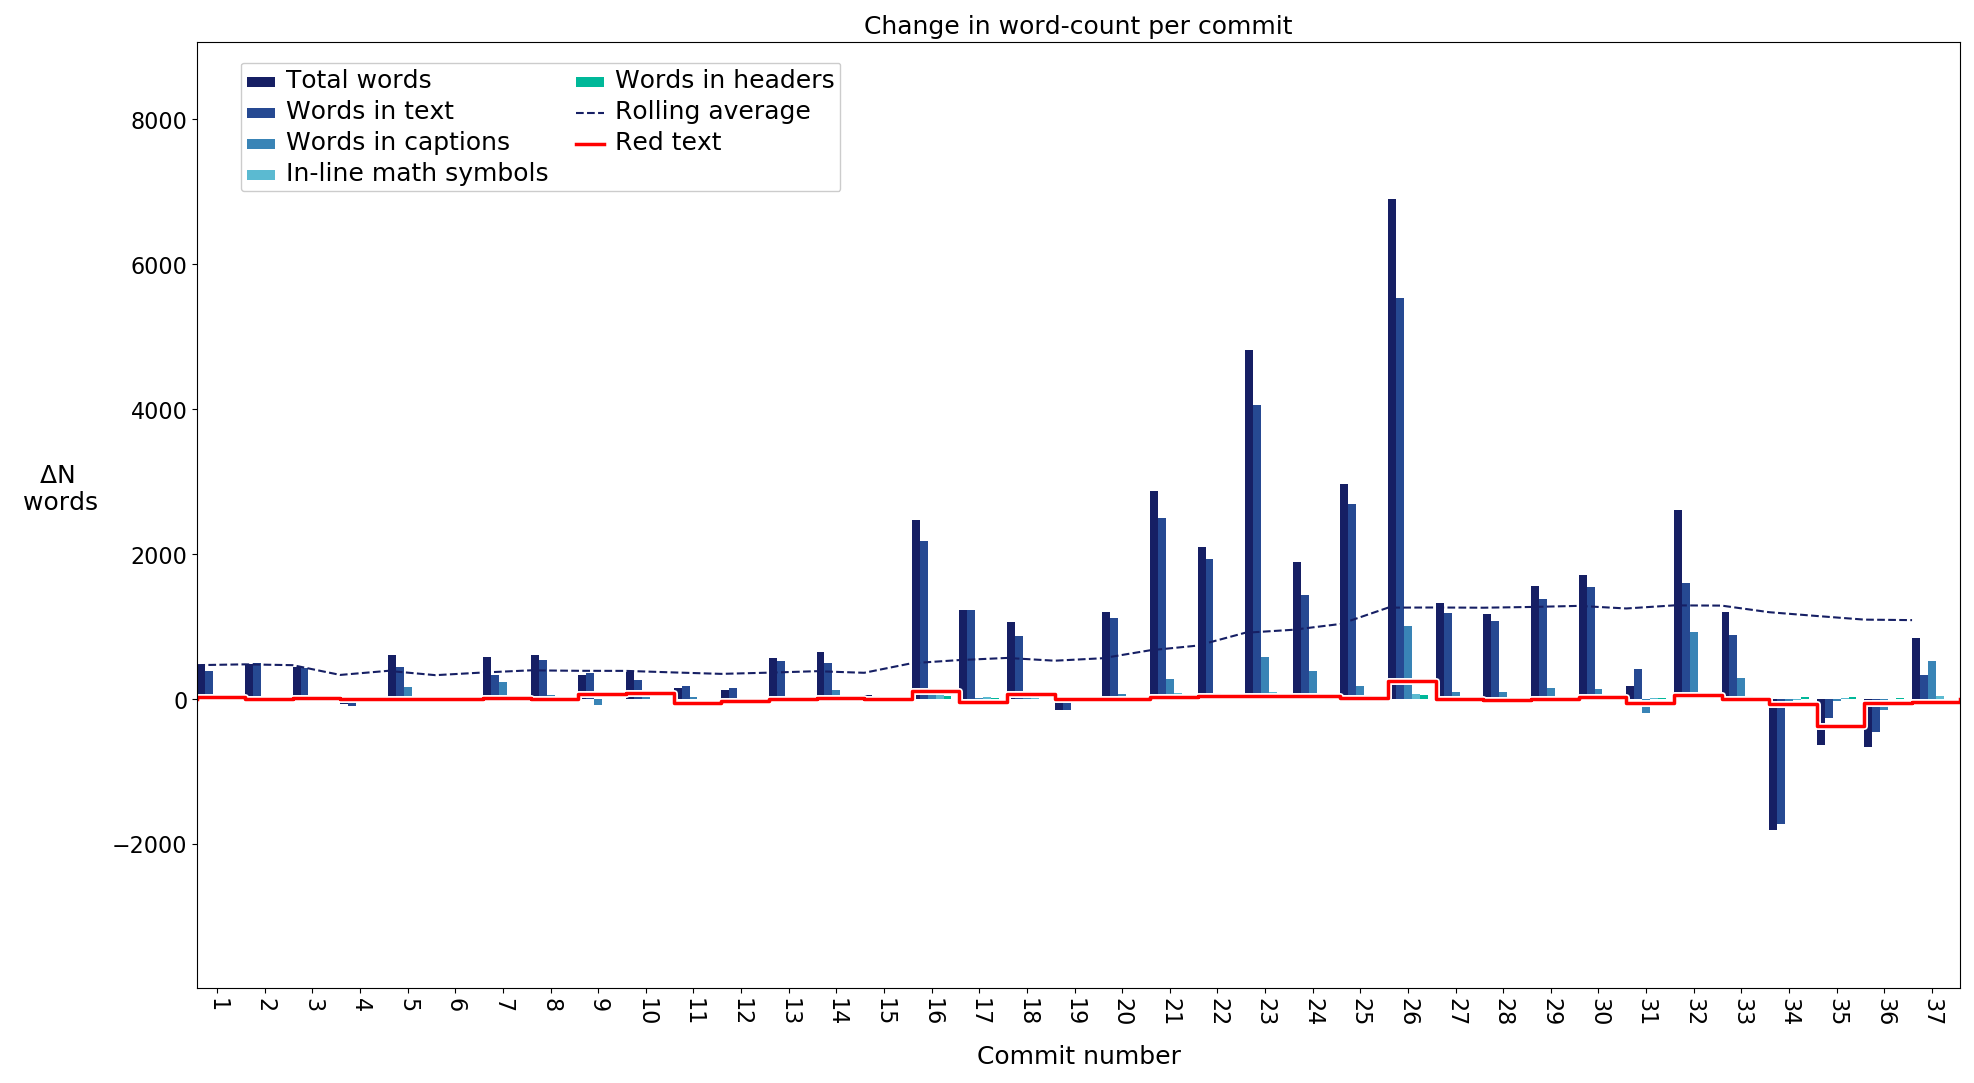 Change in word-count per commit
Total words
Words in text
Words in captions
In-line math symbols
Words in headers
Rolling average
Red text
8000
6000
4000
2000
0
−2000
ΔN
words
1 2 3 4 5 6 7 8 9 10 11 12 13 14 15 16 17 18 19 20 21 22 23 24 25 26 27 28 29 30 31 32 33 34 35 36 37
Commit number